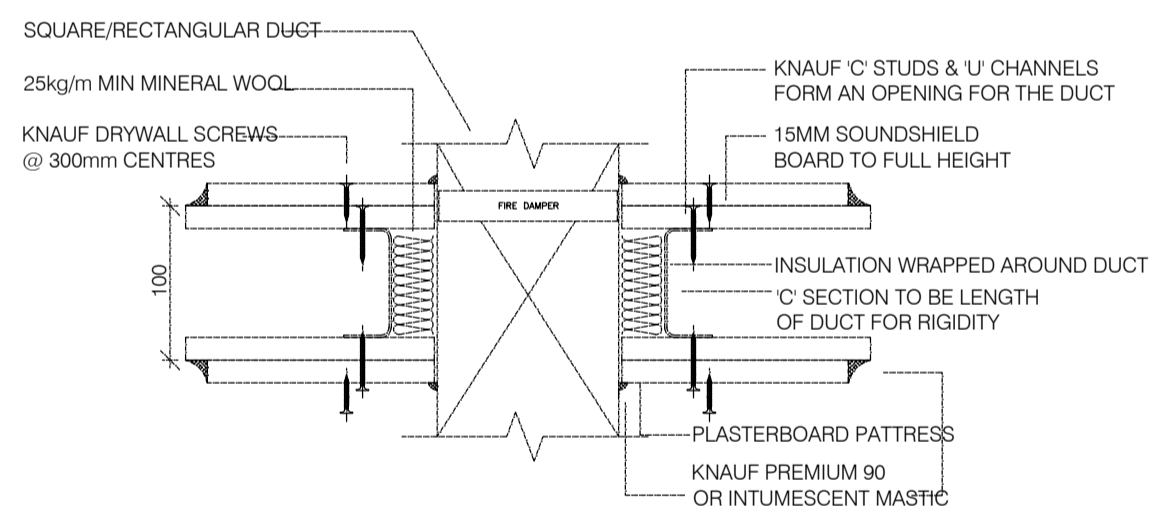 SQUARE/RECTANGULAR DUCT
25kg/m MIN MINERAL WOOL
KNAUF DRYWALL SCREWS
@ 300mm CENTRES
KNAUF 'C' STUDS & 'U' CHANNELS
FORM AN OPENING FOR THE DUCT
15MM SOUNDSHIELD
BOARD TO FULL HEIGHT
FIRE DAMPER
100
INSULATION WRAPPED AROUND DUCT
'C' SECTION TO BE LENGTH
OF DUCT FOR RIGIDITY
PLASTERBOARD PATTRESS
KNAUF PREMIUM 90
OR INTUMESCENT MASTIC